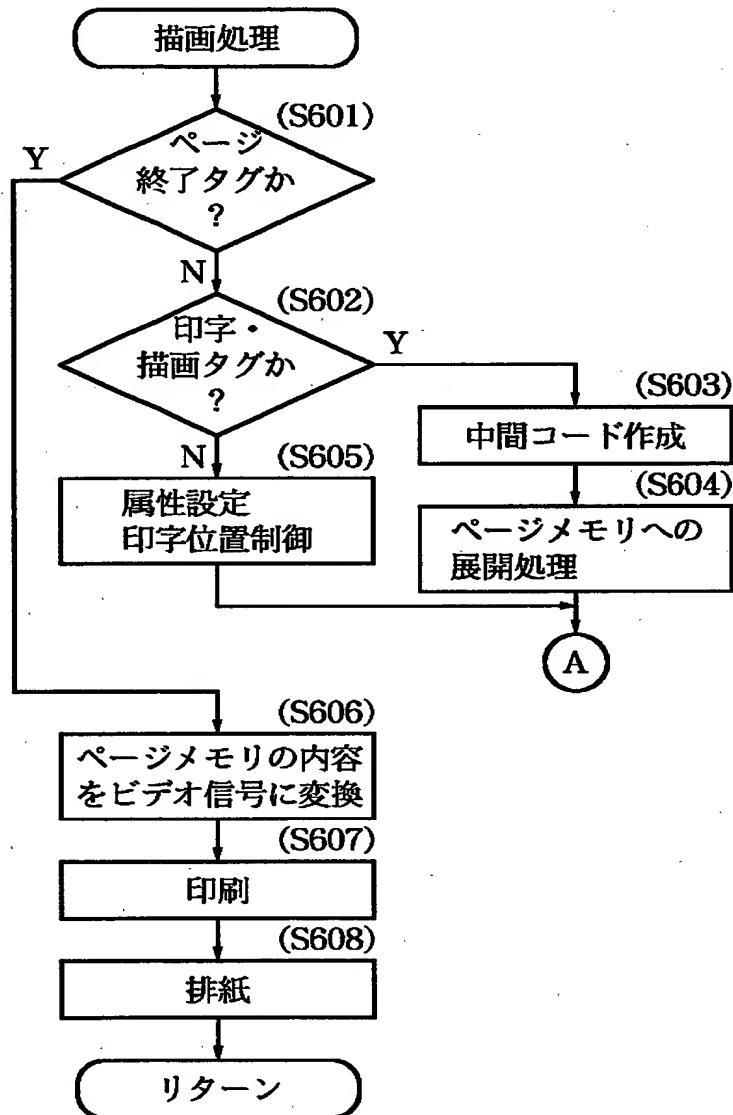 描画処理
(S601)
ページ
終了タグか
?
Y
N
(S602)
印字・
描画タグか
?
Y
(S603)
中間コード作成
(S604)
ページメモリへの
展開処理
N
(S605)
属性設定
印字位置制御
A
(S606)
ページメモリの内容
をビデオ信号に変換
(S607)
印刷
(S608)
排紙
リターン